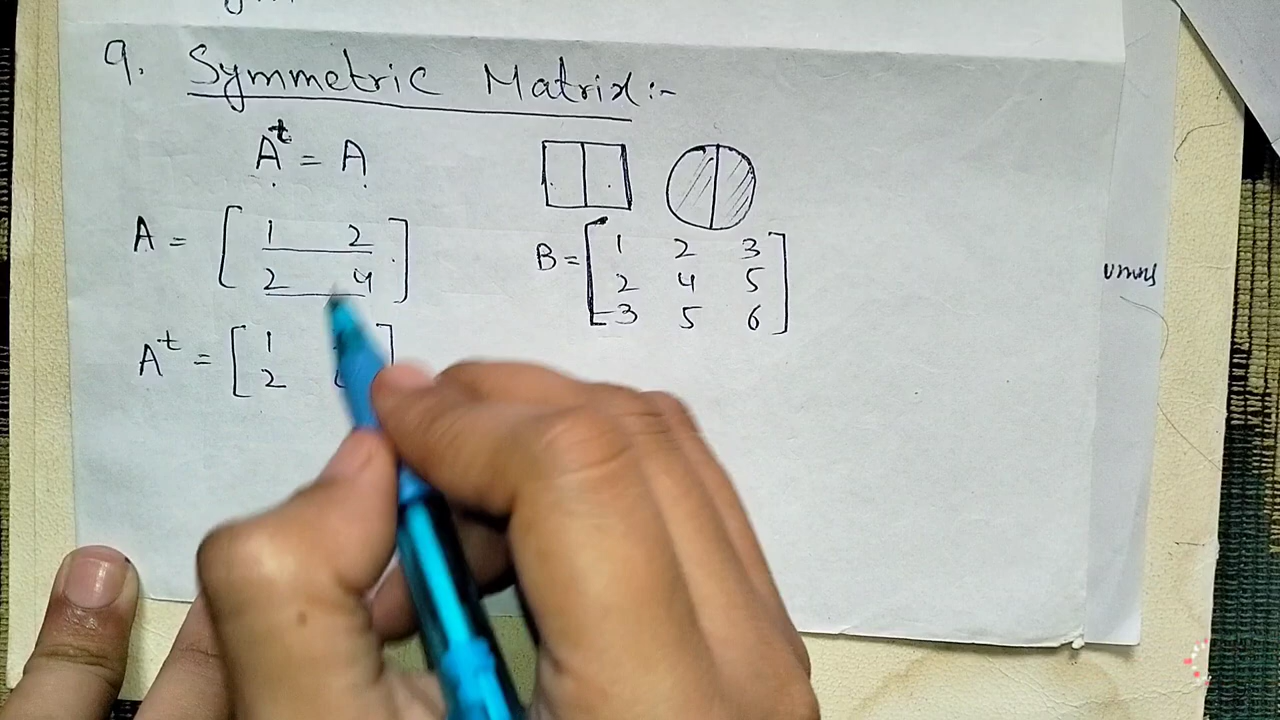 9. Symmetric Matrix :-
Aᵗ = A
A = [ 1 2
2 4 ]
B = [ 1 2 3
2 4 5
3 5 6 ]
Aᵗ = [ 1
2 ]